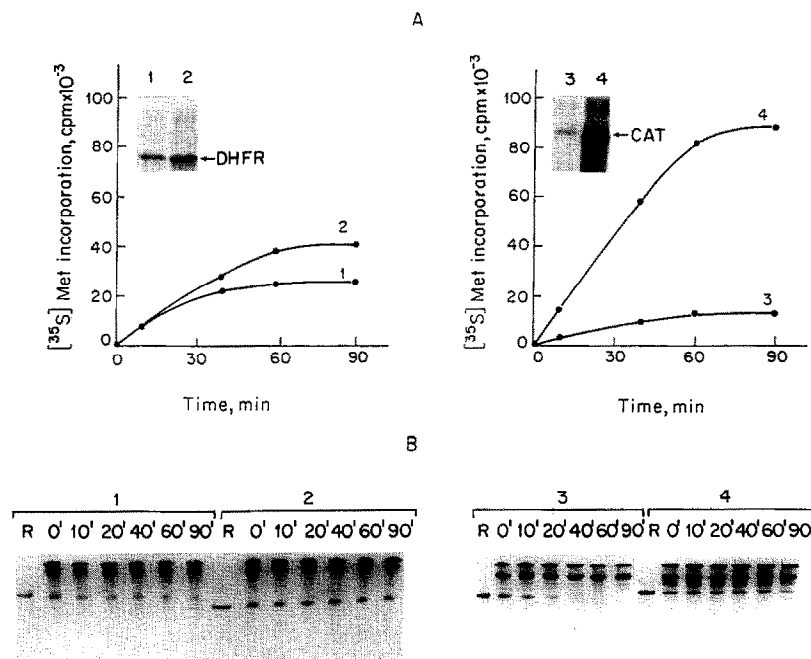 A
[³⁵S] Met incorporation, cpm×10⁻³
100
80
60
40
20
0
0 30 60 90
Time, min
1 2
←DHFR
2
1
[³⁵S] Met incorporation, cpm×10⁻³
100
80
60
40
20
0
0 30 60 90
Time, min
3 4
←CAT
4
3
B
1 2
R 0' 10' 20' 40' 60' 90' R 0' 10' 20' 40' 60' 90'
3 4
R 0' 10' 20' 40' 60' 90' R 0' 10' 20' 40' 60' 90'